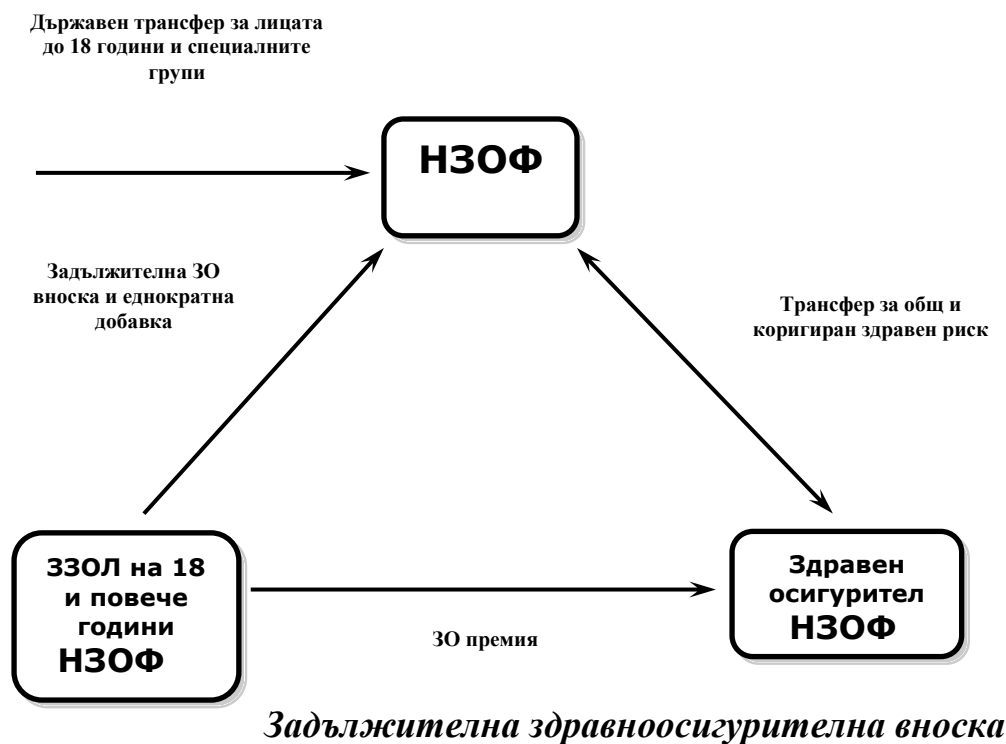 Държавен трансфер за лицата
до 18 години и специалните
групи
НЗОФ
Задължителна ЗО
вноска и еднократна
добавка
Трансфер за общ и
коригиран здравен риск
ЗЗОЛ на 18
и повече
години
НЗОФ
ЗО премия
Здравен
осигурител
НЗОФ
Задължителна здравноосигурителна вноска